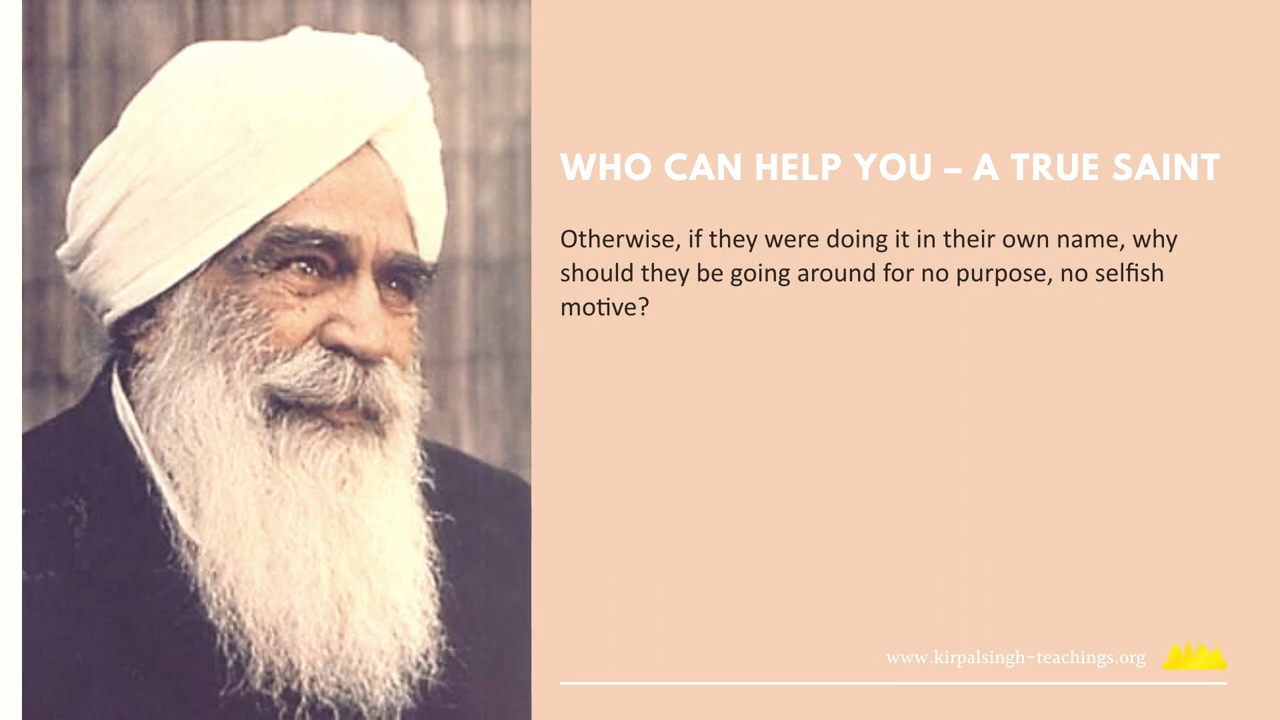 WHO CAN HELP YOU – A TRUE SAINT
Otherwise, if they were doing it in their own name, why
should they be going around for no purpose, no selfish
motive?
www.kirpalsingh-teachings.org